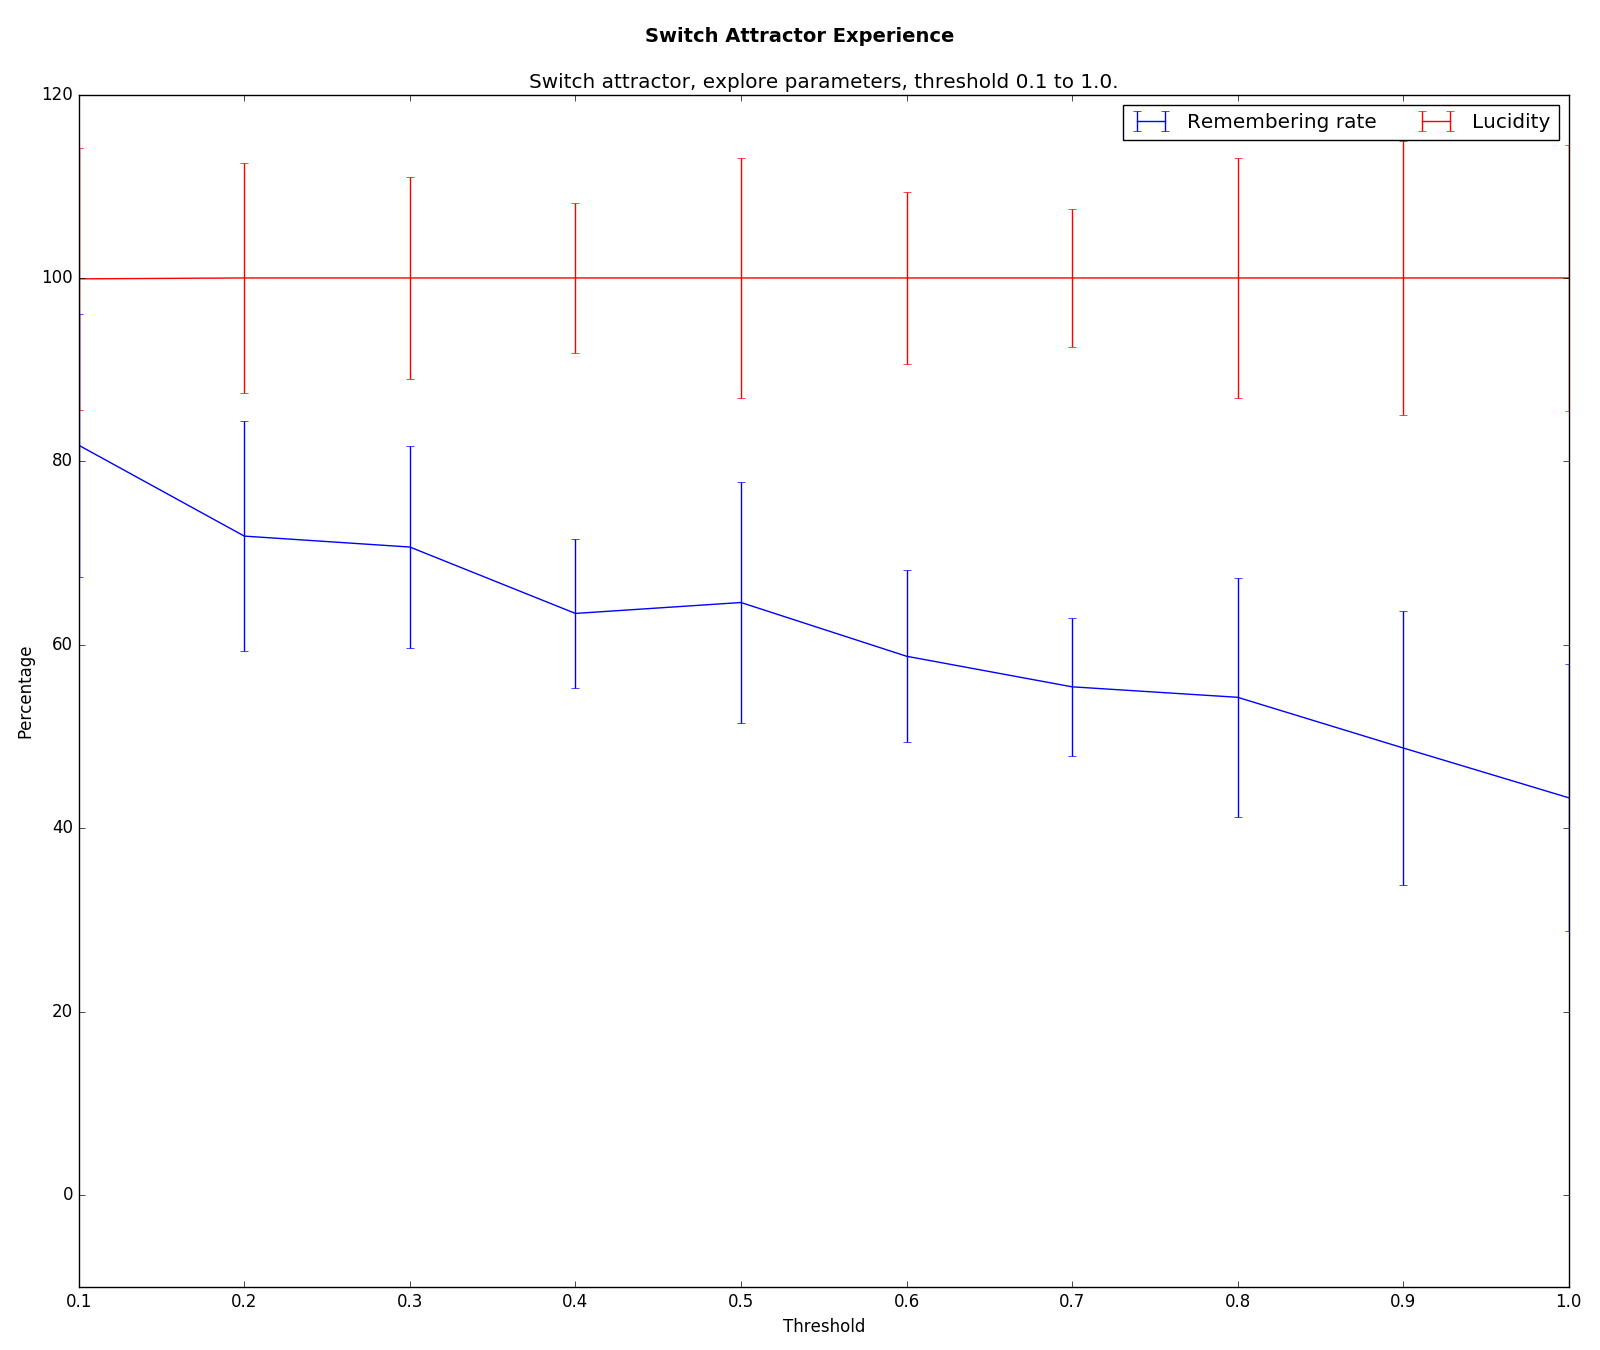 Switch Attractor Experience
Switch attractor, explore parameters, threshold 0.1 to 1.0.
Remembering rate Lucidity
120
100
80
60
40
20
0
Percentage
0.1 0.2 0.3 0.4 0.5 0.6 0.7 0.8 0.9 1.0
Threshold